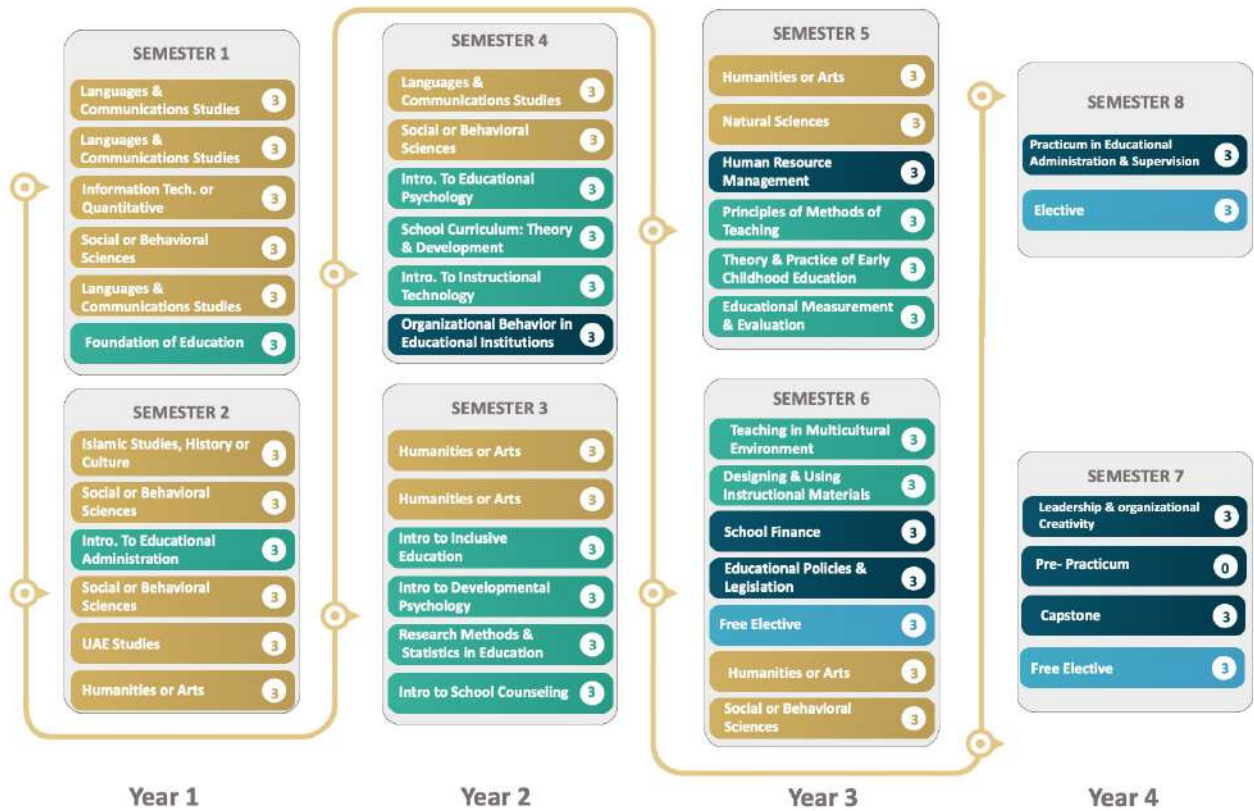 SEMESTER 1
Languages &
Communications Studies 3
Languages &
Communications Studies 3
Information Tech. or
Quantitative 3
Social or Behavioral
Sciences 3
Languages &
Communications Studies 3
Foundation of Education 3
SEMESTER 2
Islamic Studies, History or
Culture 3
Social or Behavioral
Sciences 3
Intro. To Educational
Administration 3
Social or Behavioral
Sciences 3
UAE Studies 3
Humanities or Arts 3
Year 1
SEMESTER 4
Languages &
Communications Studies 3
Social or Behavioral
Sciences 3
Intro. To Educational
Psychology 3
School Curriculum: Theory
& Development 3
Intro. To Instructional
Technology 3
Organizational Behavior in
Educational Institutions 3
SEMESTER 3
Humanities or Arts 3
Humanities or Arts 3
Intro to Inclusive
Education 3
Intro to Developmental
Psychology 3
Research Methods &
Statistics in Education 3
Intro to School Counseling 3
Year 2
SEMESTER 5
Humanities or Arts 3
Natural Sciences 3
Human Resource
Management 3
Principles of Methods of
Teaching 3
Theory & Practice of Early
Childhood Education 3
Educational Measurement
& Evaluation 3
SEMESTER 6
Teaching in Multicultural
Environment 3
Designing & Using
Instructional Materials 3
School Finance 3
Educational Policies &
Legislation 3
Free Elective 3
Humanities or Arts 3
Social or Behavioral
Sciences 3
Year 3
SEMESTER 8
Practicum in Educational
Administration & Supervision 3
Elective 3
SEMESTER 7
Leadership & organizational
Creativity 3
Pre- Practicum 0
Capstone 3
Free Elective 3
Year 4